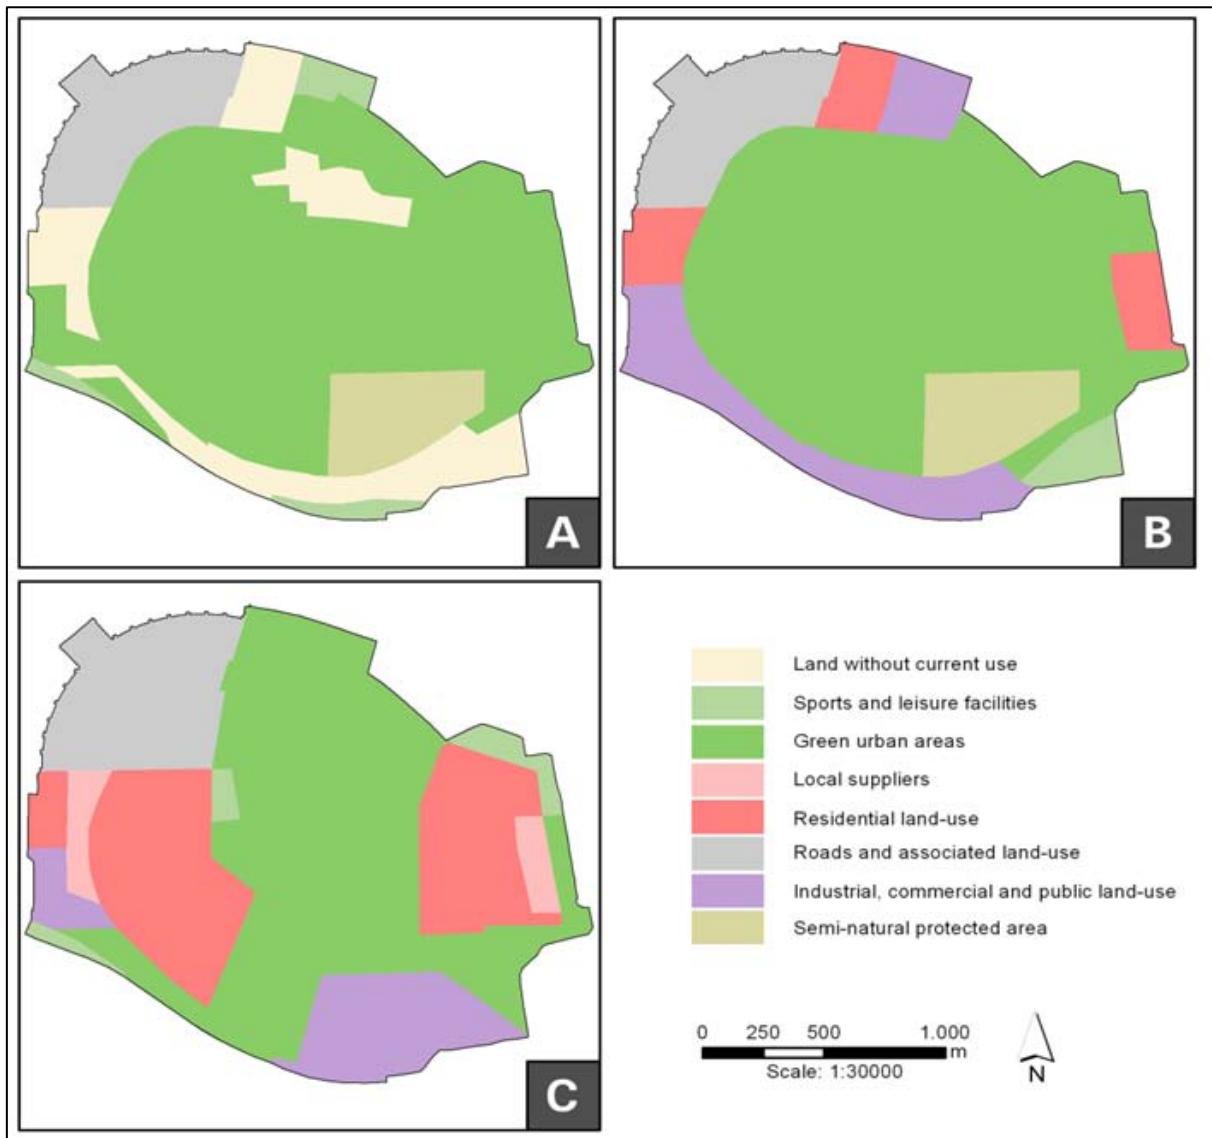 A
B
C
Land without current use
Sports and leisure facilities
Green urban areas
Local suppliers
Residential land-use
Roads and associated land-use
Industrial, commercial and public land-use
Semi-natural protected area
0 250 500 1.000
m
Scale: 1:30000
N